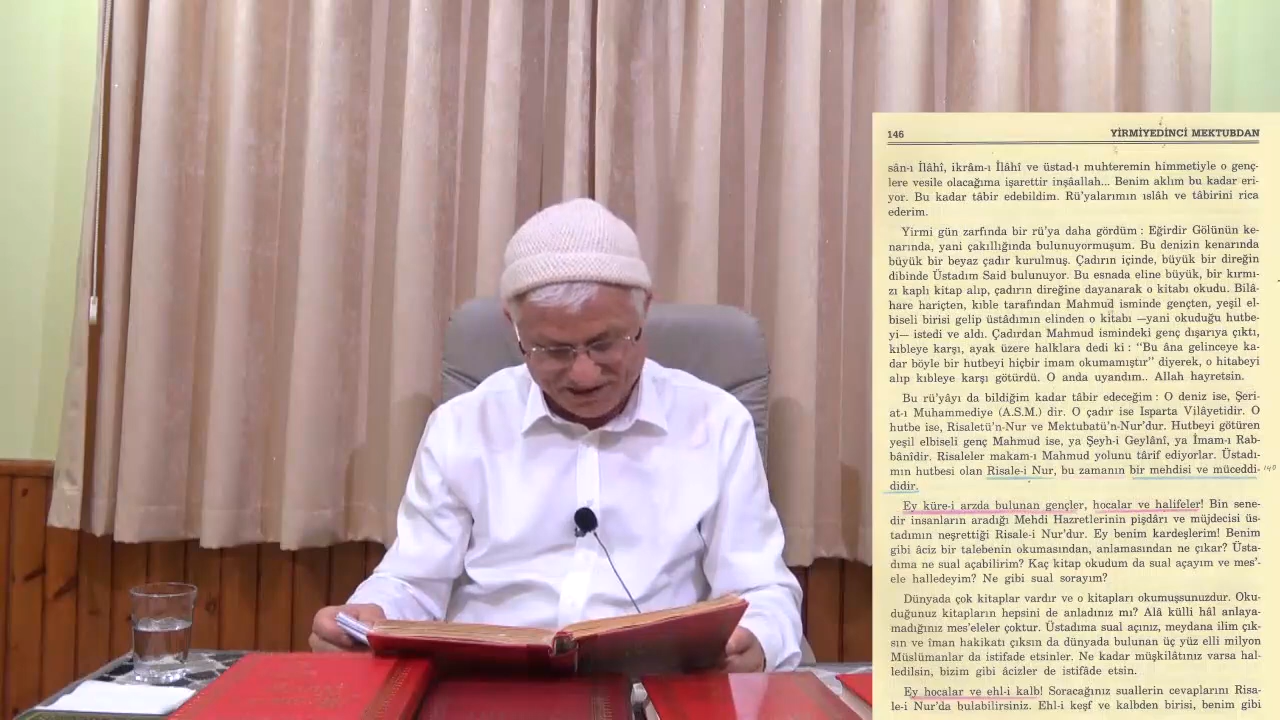 146 YİRMİYEDİNCİ MEKTUBDAN
sân-ı İlâhî, ikrâm-ı İlâhî ve üstad-ı muhteremin himmetiyle o genç-
lere vesile olacağıma işarettir inşâallah... Benim aklım bu kadar eri-
yor. Bu kadar tâbir edebildim. Rü'yalarımın ıslâh ve tâbirini rica
ederim.
Yirmi gün zarfında bir rü'ya daha gördüm : Eğirdir Gölünün ke-
narında, yani çakıllığında bulunuyormuşum. Bu denizin kenarında
büyük bir beyaz çadır kurulmuş. Çadırın içinde, büyük bir direğin
dibinde Üstadım Said bulunuyor. Bu esnada eline büyük, bir kırmı-
zı kaplı kitap alıp, çadırın direğine dayanarak o kitabı okudu. Bilâ-
hare hariçten, kıble tarafından Mahmud isminde gençten, yeşil el-
biseli birisi gelip üstâdımın elinden o kitabı —yani okuduğu hutbe-
yi— istedi ve aldı. Çadırdan Mahmud ismindeki genç dışarıya çıktı,
kıbleye karşı, ayak üzere halklara dedi ki : "Bu âna gelinceye ka-
dar böyle bir hutbeyi hiçbir imam okumamıştır" diyerek, o hitabeyi
alıp kıbleye karşı götürdü. O anda uyandım.. Allah hayretsin.
Bu rü'yâyı da bildiğim kadar tâbir edeceğim : O deniz ise, Şeri-
at-ı Muhammediye (A.S.M.) dir. O çadır ise Isparta Vilâyetidir. O
hutbe ise, Risaletü'n-Nur ve Mektubatü'n-Nur'dur. Hutbeyi götüren
yeşil elbiseli genç Mahmud ise, ya Şeyh-i Geylânî, ya İmam-ı Rab-
bânîdir. Risaleler makam-ı Mahmud yolunu târif ediyorlar. Üstadı-
mın hutbesi olan Risale-i Nur, bu zamanın bir mehdisi ve müceddi- 140
didir.
Ey küre-i arzda bulunan gençler, hocalar ve halifeler! Bin sene-
dir insanların aradığı Mehdi Hazretlerinin pişdârı ve müjdecisi üs-
tadımın neşrettiği Risale-i Nur'dur. Ey benim kardeşlerim! Benim
gibi âciz bir talebenin okumasından, anlamasından ne çıkar? Üsta-
dıma ne sual açabilirim? Kaç kitap okudum da sual açayım ve mes'-
ele halledeyim? Ne gibi sual sorayım?
Dünyada çok kitaplar vardır ve o kitapları okumuşsunuzdur. Oku-
duğunuz kitapların hepsini de anladınız mı? Alâ külli hâl anlaya-
madığınız mes'eleler çoktur. Üstadıma sual açınız, meydana ilim çık-
sın ve iman hakikatı çıksın da dünyada bulunan üç yüz elli milyon
Müslümanlar da istifade etsinler. Ne kadar müşkilâtınız varsa hal-
ledilsin, bizim gibi âcizler de istifâde etsin.
Ey hocalar ve ehl-i kalb! Soracağınız suallerin cevaplarını Risa-
le-i Nur'da bulabilirsiniz. Ehl-i keşf ve kalbden birisi, benim gibi